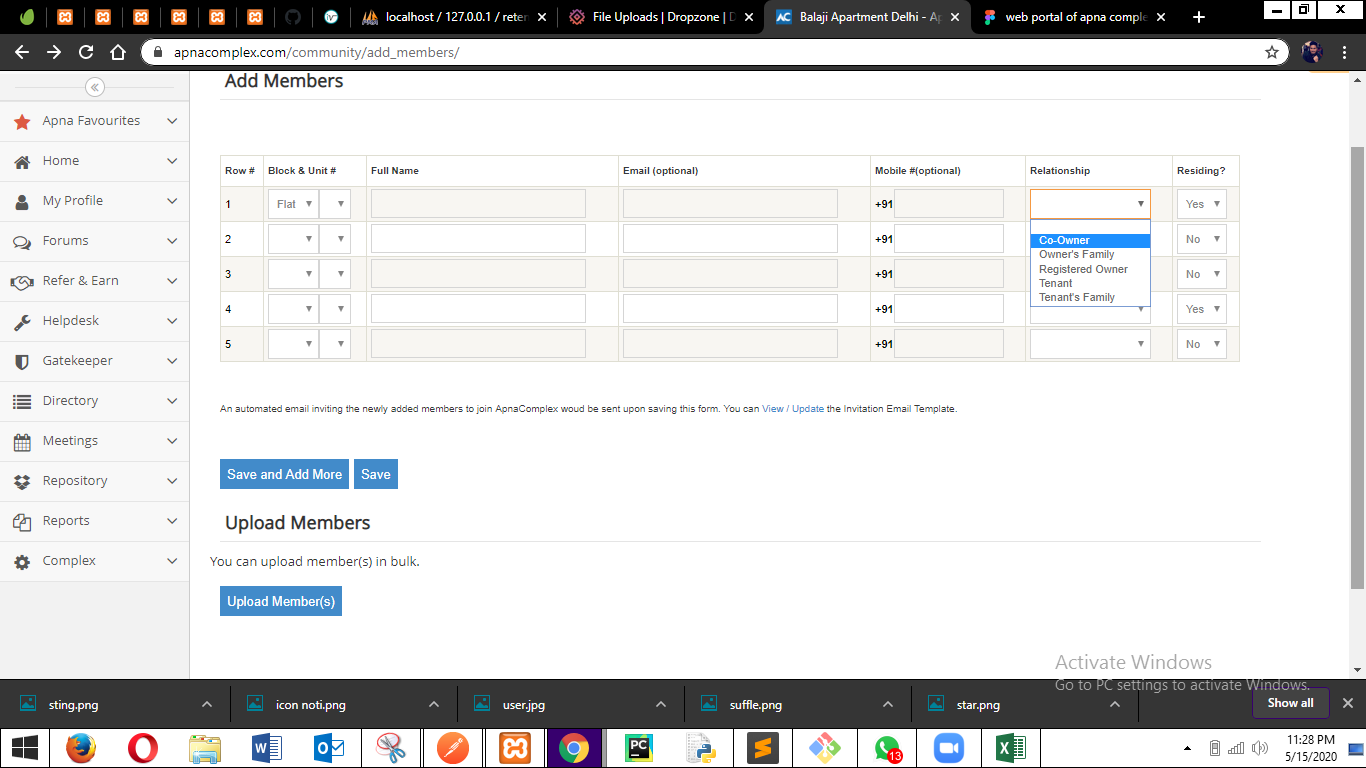 localhost / 127.0.0.1 / reten
File Uploads | Dropzone | D
Balaji Apartment Delhi - Ap
web portal of apna comple
apnacomplex.com/community/add_members/
Add Members
Apna Favourites
Home
My Profile
Forums
Refer & Earn
Helpdesk
Gatekeeper
Directory
Meetings
Repository
Reports
Complex
Row # Block & Unit # Full Name Email (optional) Mobile #(optional) Relationship Residing?
1 Flat +91 Yes
2 +91 No
3 +91 No
4 +91 Yes
5 +91 No
Co-Owner
Owner's Family
Registered Owner
Tenant
Tenant's Family
An automated email inviting the newly added members to join ApnaComplex woud be sent upon saving this form. You can View / Update the Invitation Email Template.
Save and Add More Save
Upload Members
You can upload member(s) in bulk.
Upload Member(s)
Activate Windows
Go to PC settings to activate Windows.
sting.png icon noti.png user.jpg suffle.png star.png Show all
13
11:28 PM
5/15/2020